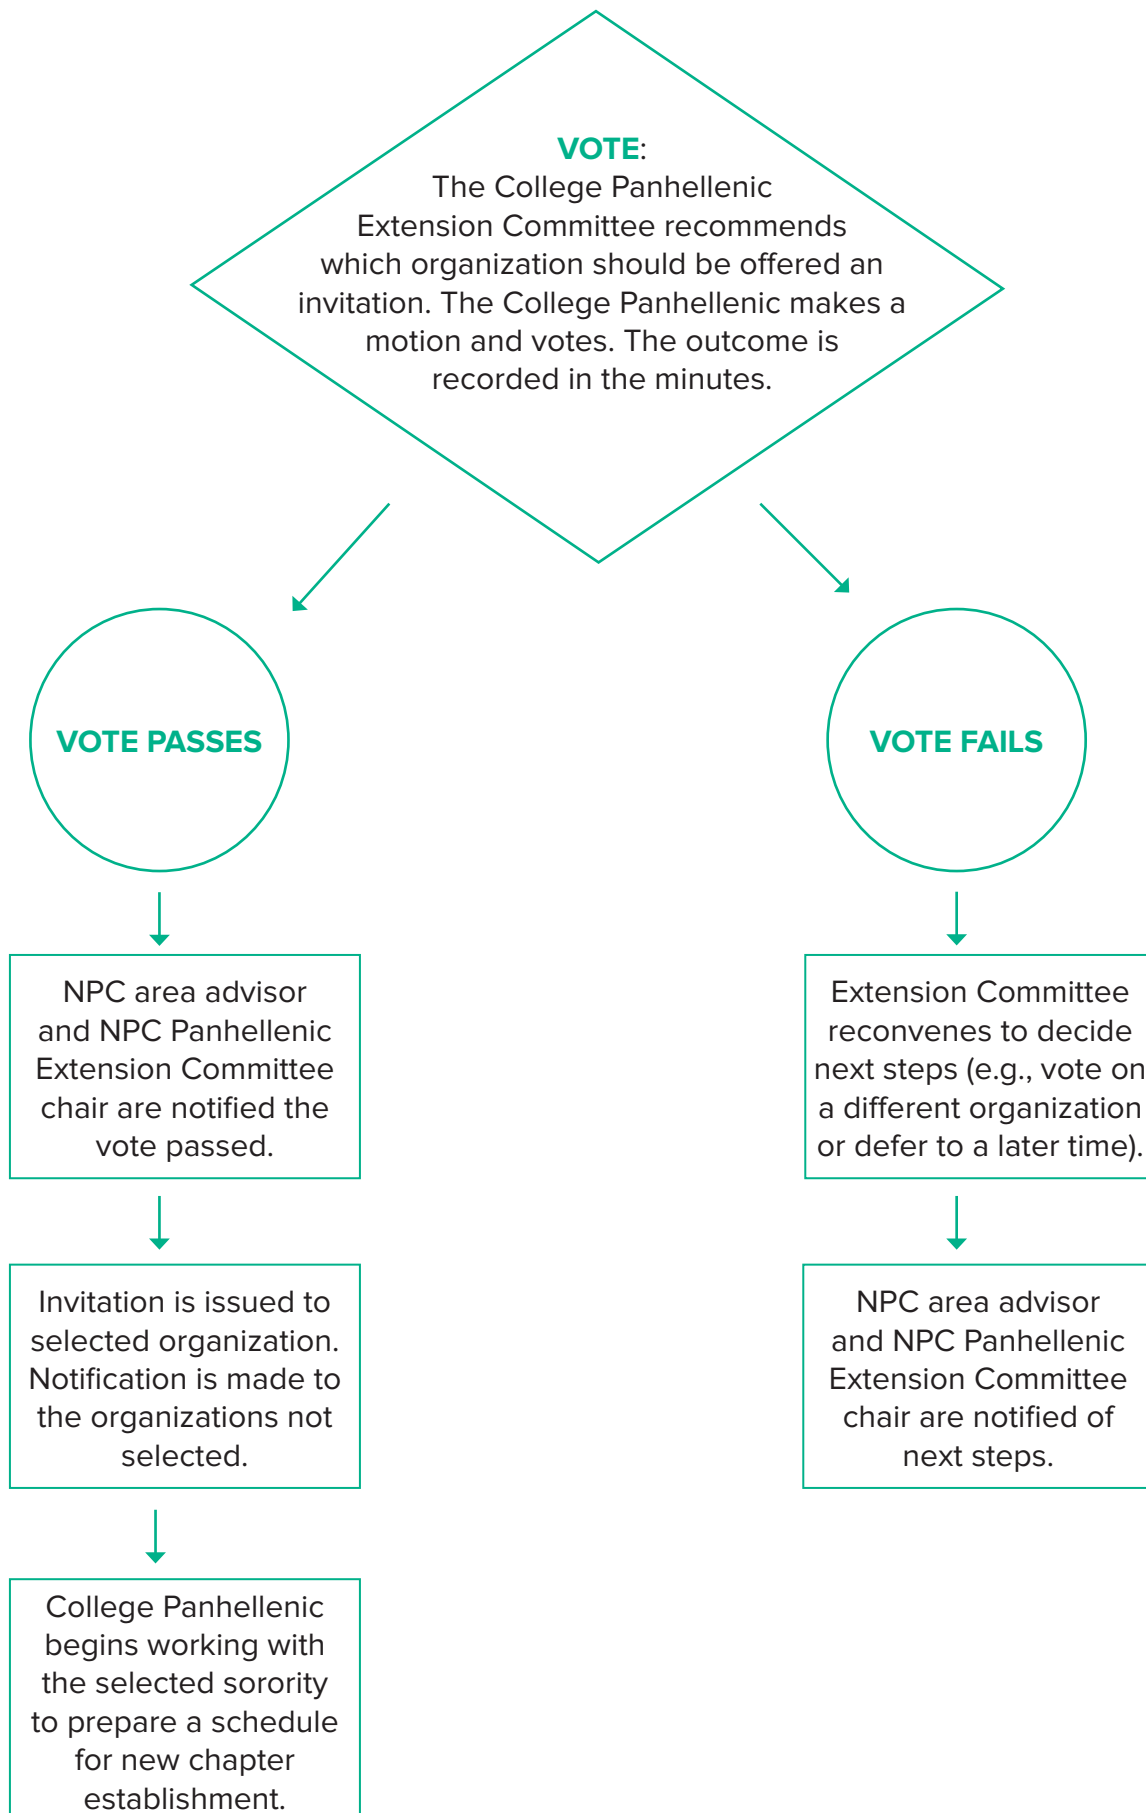 VOTE:
The College Panhellenic
Extension Committee recommends
which organization should be offered an
invitation. The College Panhellenic makes a
motion and votes. The outcome is
recorded in the minutes.
VOTE PASSES
VOTE FAILS
NPC area advisor
and NPC Panhellenic
Extension Committee
chair are notified the
vote passed.
Extension Committee
reconvenes to decide
next steps (e.g., vote on
a different organization
or defer to a later time).
Invitation is issued to
selected organization.
Notification is made to
the organizations not
selected.
NPC area advisor
and NPC Panhellenic
Extension Committee
chair are notified of
next steps.
College Panhellenic
begins working with
the selected sorority
to prepare a schedule
for new chapter
establishment.